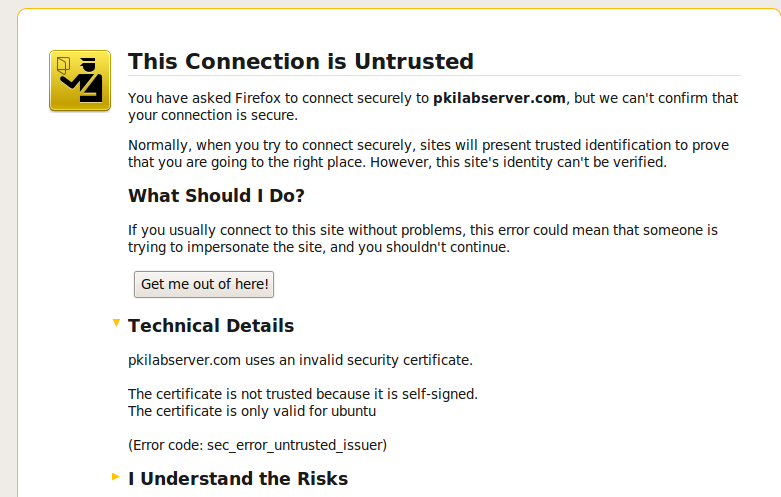 This Connection is Untrusted
You have asked Firefox to connect securely to pkilabserver.com, but we can't confirm that
your connection is secure.
Normally, when you try to connect securely, sites will present trusted identification to prove
that you are going to the right place. However, this site's identity can't be verified.
What Should I Do?
If you usually connect to this site without problems, this error could mean that someone is
trying to impersonate the site, and you shouldn't continue.
Get me out of here!
Technical Details
pkilabserver.com uses an invalid security certificate.
The certificate is not trusted because it is self-signed.
The certificate is only valid for ubuntu
(Error code: sec_error_untrusted_issuer)
I Understand the Risks